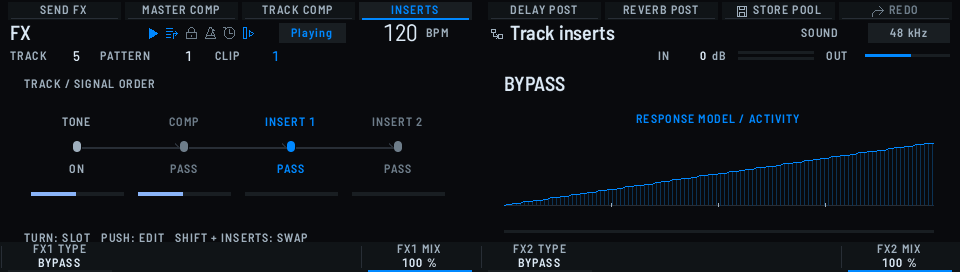 SEND FX MASTER COMP TRACK COMP INSERTS DELAY POST REVERB POST STORE POOL REDO
FX Playing 120 BPM Track inserts SOUND 48 kHz
TRACK 5 PATTERN 1 CLIP 1 IN 0 dB OUT
TRACK / SIGNAL ORDER
BYPASS
RESPONSE MODEL / ACTIVITY
TONE COMP INSERT 1 INSERT 2
ON PASS PASS PASS
TURN: SLOT PUSH: EDIT SHIFT + INSERTS: SWAP
FX1 TYPE FX1 MIX FX2 TYPE FX2 MIX
BYPASS 100 % BYPASS 100 %